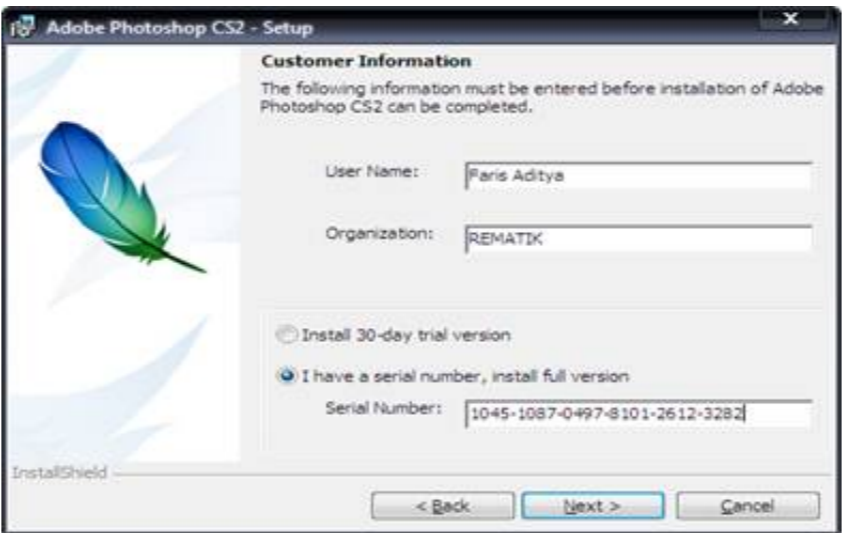 Adobe Photoshop CS2 - Setup
Customer Information
The following information must be entered before installation of Adobe
Photoshop CS2 can be completed.
User Name:
Faris Aditya
Organization:
REMATIK
Install 30-day trial version
I have a serial number, install full version
Serial Number:
1045-1087-0497-8101-2612-3282
InstallShield
< Back
Next >
Cancel